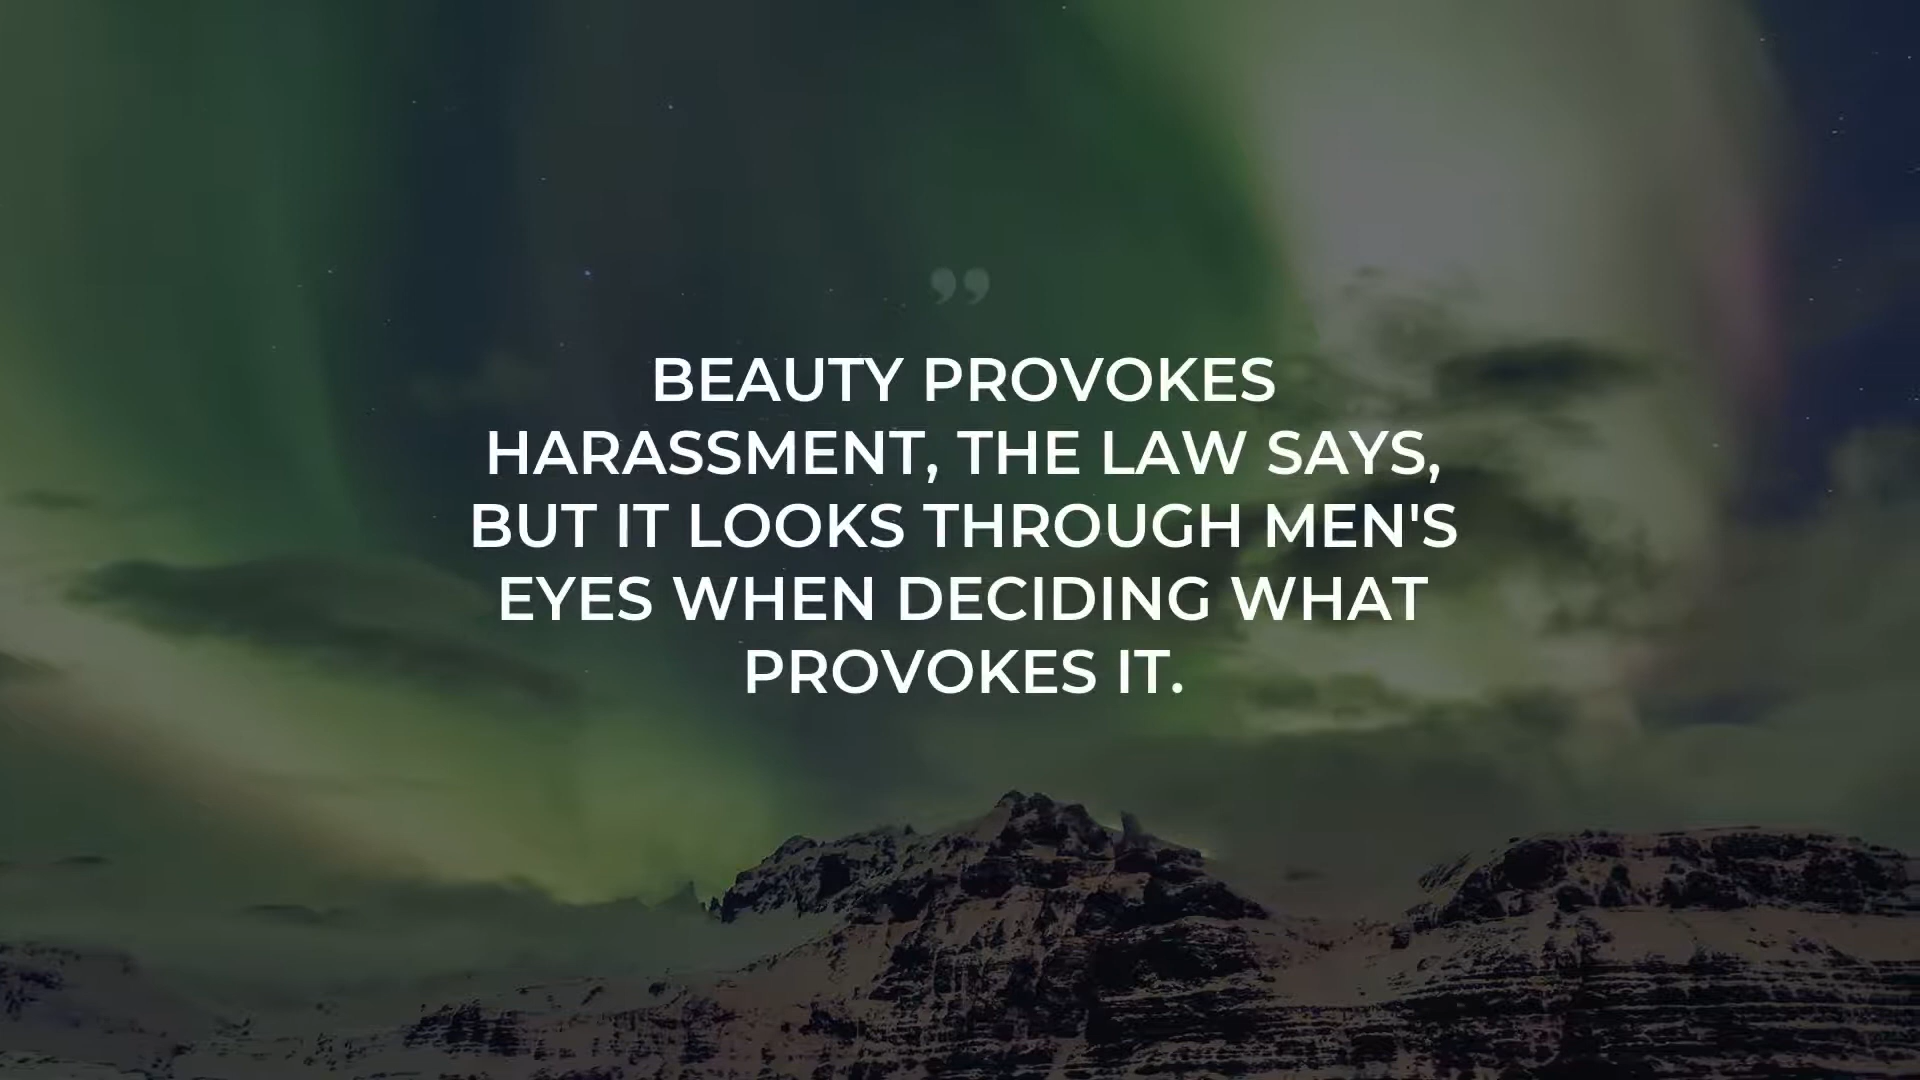 ”
BEAUTY PROVOKES
HARASSMENT, THE LAW SAYS,
BUT IT LOOKS THROUGH MEN'S
EYES WHEN DECIDING WHAT
PROVOKES IT.